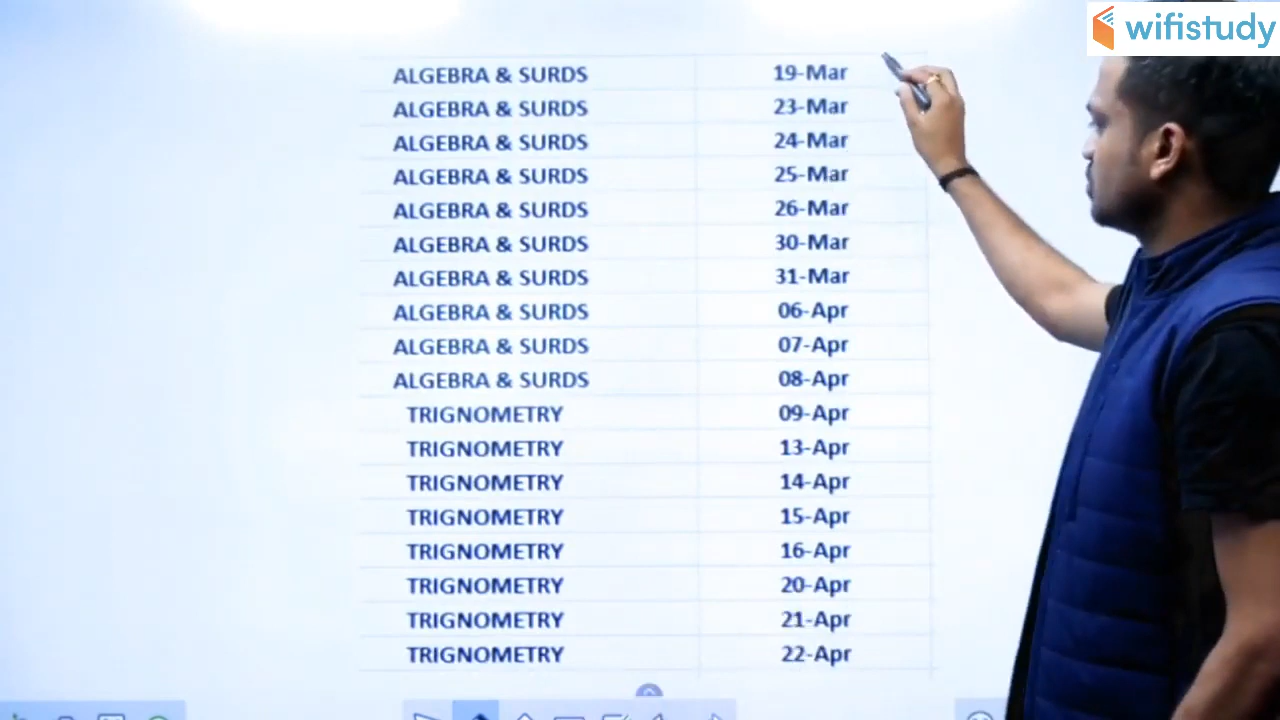 wifistudy
ALGEBRA & SURDS 19-Mar
ALGEBRA & SURDS 23-Mar
ALGEBRA & SURDS 24-Mar
ALGEBRA & SURDS 25-Mar
ALGEBRA & SURDS 26-Mar
ALGEBRA & SURDS 30-Mar
ALGEBRA & SURDS 31-Mar
ALGEBRA & SURDS 06-Apr
ALGEBRA & SURDS 07-Apr
ALGEBRA & SURDS 08-Apr
TRIGNOMETRY 09-Apr
TRIGNOMETRY 13-Apr
TRIGNOMETRY 14-Apr
TRIGNOMETRY 15-Apr
TRIGNOMETRY 16-Apr
TRIGNOMETRY 20-Apr
TRIGNOMETRY 21-Apr
TRIGNOMETRY 22-Apr